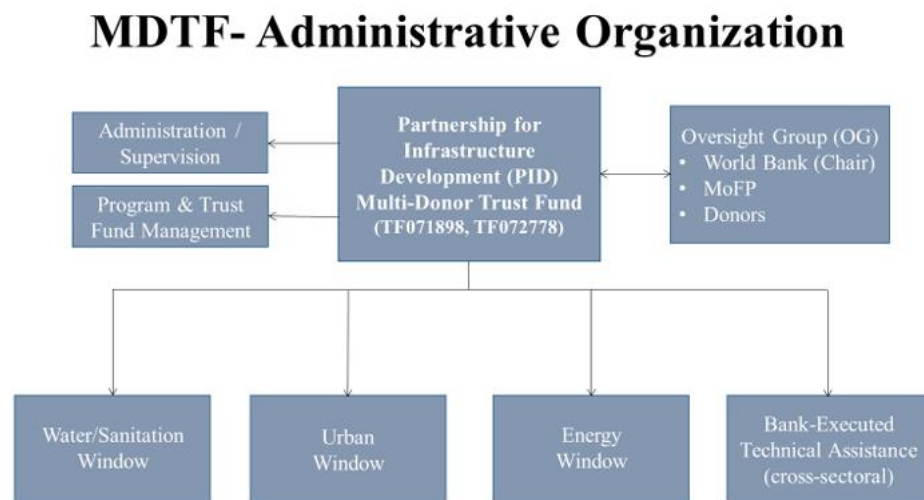 MDTF- Administrative Organization
Administration /
Supervision
Program & Trust
Fund Management
Partnership for
Infrastructure
Development (PID)
Multi-Donor Trust Fund
(TF071898, TF072778)
Oversight Group (OG)
• World Bank (Chair)
• MoFP
• Donors
Water/Sanitation
Window
Urban
Window
Energy
Window
Bank-Executed
Technical Assistance
(cross-sectoral)